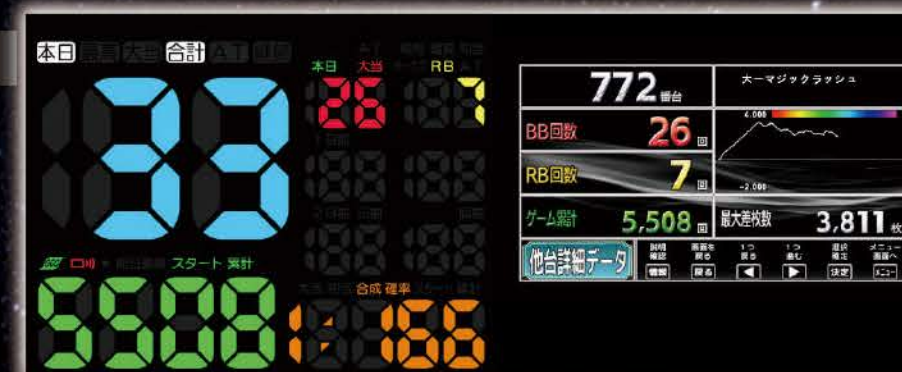 本日 最高 大当 合計 AT
本日 大当 RB
33
26 7
スタート 累計
5508
合成 確率
1/166
772番台 大ーマジックラッシュ
BB回数 26回
4,000
RB回数 7回
-2,000
ゲーム累計 5,508回 最大差枚数 3,811枚
他台詳細データ
説明確認 画面を戻る 1つ戻る 1つ進む 選択確定 メニュー画面へ
情報 戻る ◀ ▶ 決定 メニュー